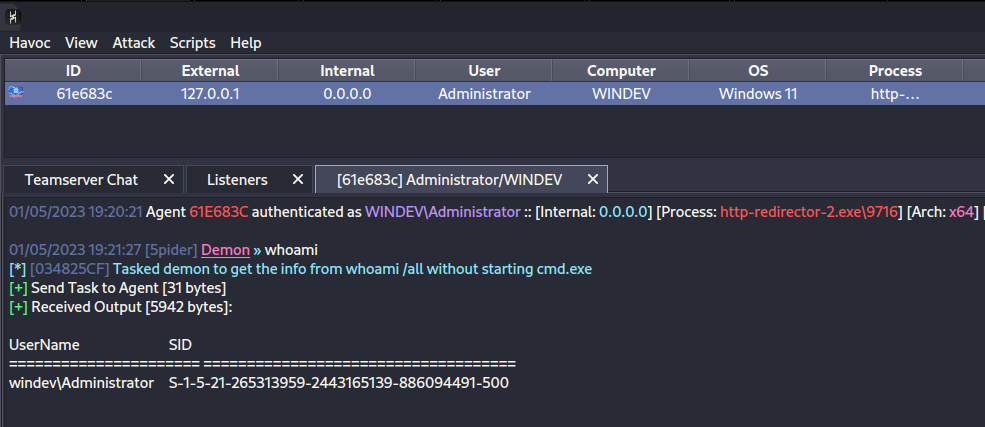 Havoc View Attack Scripts Help
ID External Internal User Computer OS Process
61e683c 127.0.0.1 0.0.0.0 Administrator WINDEV Windows 11 http-...
Teamserver Chat ✕ Listeners ✕ [61e683c] Administrator/WINDEV ✕
01/05/2023 19:20:21 Agent 61E683C authenticated as WINDEV\Administrator :: [Internal: 0.0.0.0] [Process: http-redirector-2.exe\9716] [Arch: x64] [
01/05/2023 19:21:27 [5pider] Demon » whoami
[*] [034825CF] Tasked demon to get the info from whoami /all without starting cmd.exe
[+] Send Task to Agent [31 bytes]
[+] Received Output [5942 bytes]:
UserName SID
====================== ====================================
windev\Administrator S-1-5-21-265313959-2443165139-886094491-500